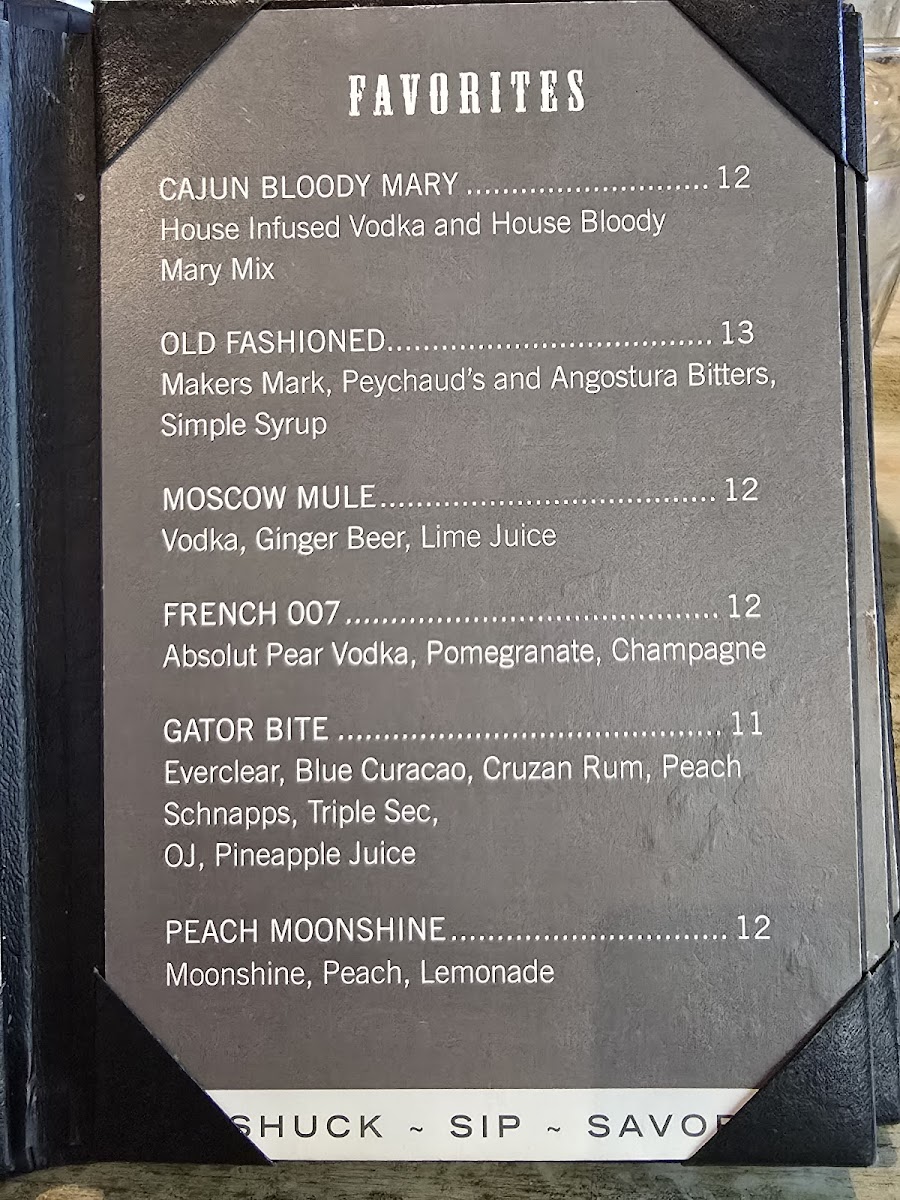 FAVORITES
CAJUN BLOODY MARY ........................... 12
House Infused Vodka and House Bloody
Mary Mix
OLD FASHIONED.................................... 13
Makers Mark, Peychaud's and Angostura Bitters,
Simple Syrup
MOSCOW MULE..................................... 12
Vodka, Ginger Beer, Lime Juice
FRENCH 007 ......................................... 12
Absolut Pear Vodka, Pomegranate, Champagne
GATOR BITE .......................................... 11
Everclear, Blue Curacao, Cruzan Rum, Peach
Schnapps, Triple Sec,
OJ, Pineapple Juice
PEACH MOONSHINE.............................. 12
Moonshine, Peach, Lemonade
SHUCK ~ SIP ~ SAVOR